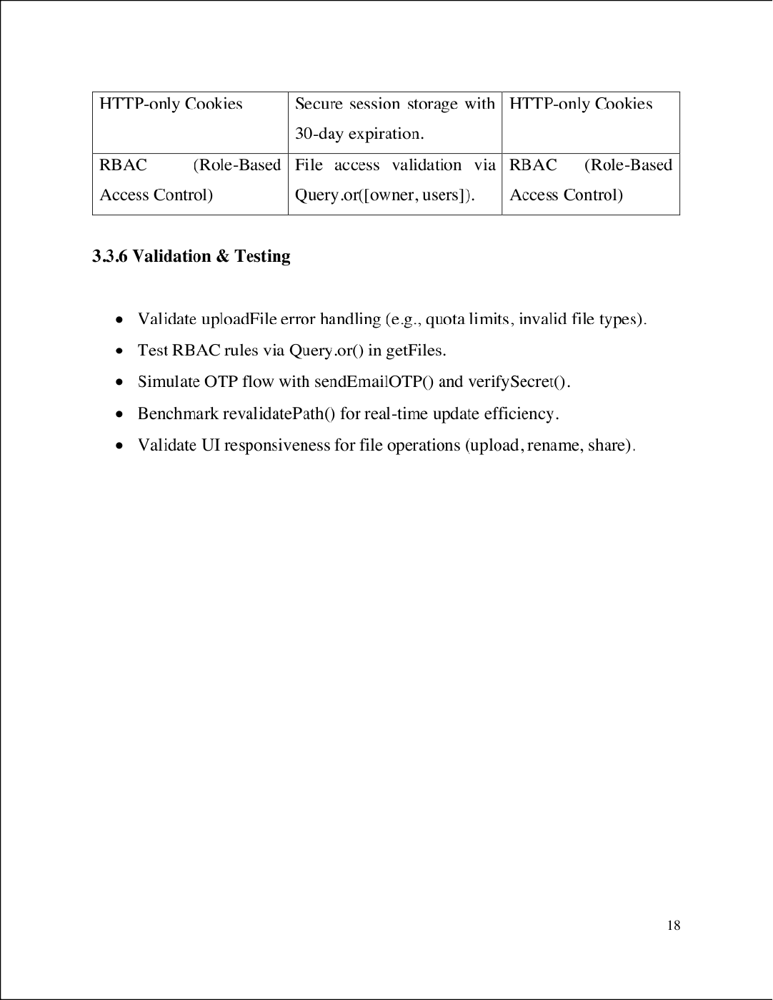 HTTP-only Cookies
Secure session storage with
30-day expiration.
HTTP-only Cookies
RBAC (Role-Based
Access Control)
File access validation via
Query.or([owner, users]).
RBAC (Role-Based
Access Control)
3.3.6 Validation & Testing
• Validate uploadFile error handling (e.g., quota limits, invalid file types).
• Test RBAC rules via Query.or() in getFiles.
• Simulate OTP flow with sendEmailOTP() and verifySecret().
• Benchmark revalidatePath() for real-time update efficiency.
• Validate UI responsiveness for file operations (upload, rename, share).
18